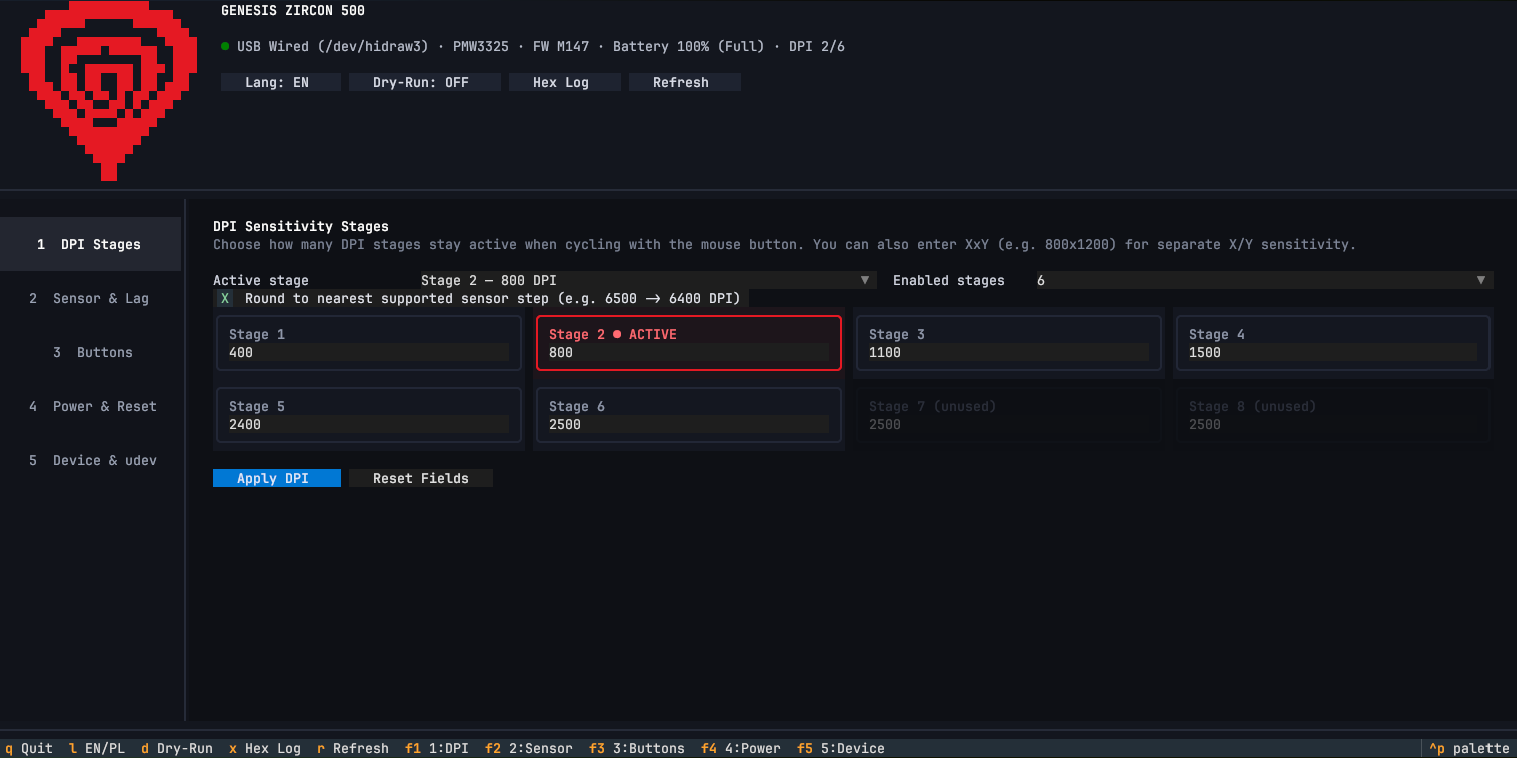 GENESIS ZIRCON 500
● USB Wired (/dev/hidraw3) · PMW3325 · FW M147 · Battery 100% (Full) · DPI 2/6
Lang: EN Dry-Run: OFF Hex Log Refresh
1 DPI Stages
2 Sensor & Lag
3 Buttons
4 Power & Reset
5 Device & udev
DPI Sensitivity Stages
Choose how many DPI stages stay active when cycling with the mouse button. You can also enter XxY (e.g. 800x1200) for separate X/Y sensitivity.
Active stage Stage 2 — 800 DPI ▼ Enabled stages 6 ▼
X Round to nearest supported sensor step (e.g. 6500 → 6400 DPI)
Stage 1
400
Stage 2 ● ACTIVE
800
Stage 3
1100
Stage 4
1500
Stage 5
2400
Stage 6
2500
Stage 7 (unused)
2500
Stage 8 (unused)
2500
Apply DPI Reset Fields
q Quit l EN/PL d Dry-Run x Hex Log r Refresh f1 1:DPI f2 2:Sensor f3 3:Buttons f4 4:Power f5 5:Device ^p palette